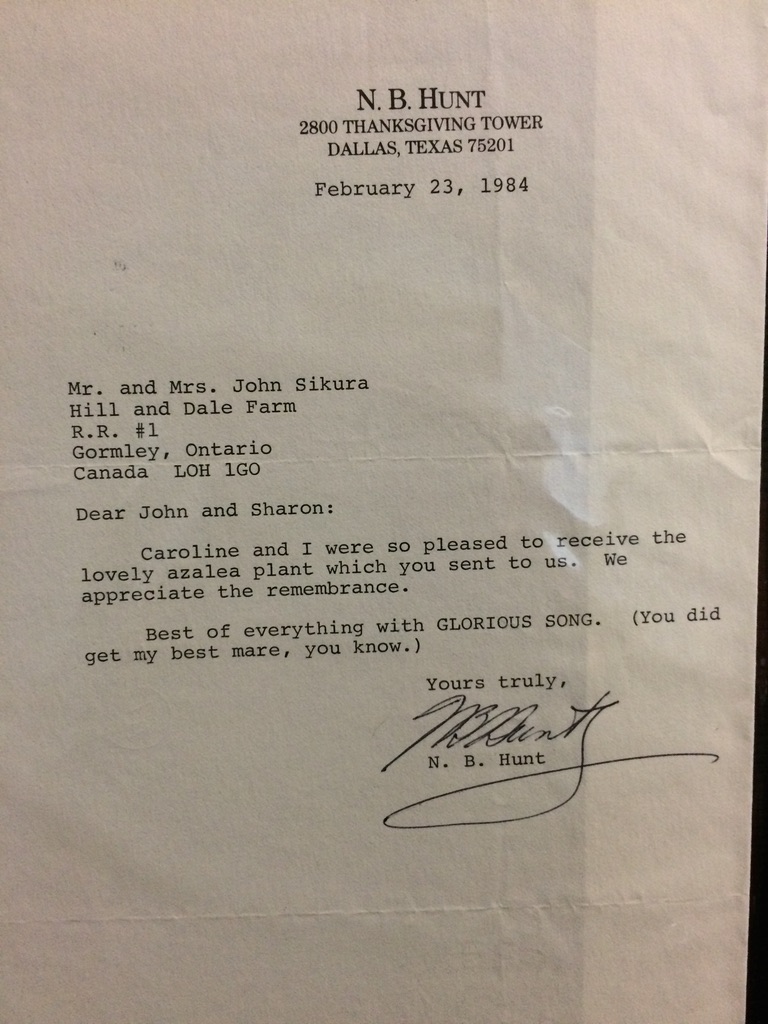 N. B. HUNT
2800 THANKSGIVING TOWER
DALLAS, TEXAS 75201
February 23, 1984
Mr. and Mrs. John Sikura
Hill and Dale Farm
R.R. #1
Gormley, Ontario
Canada  LOH 1GO
Dear John and Sharon:
Caroline and I were so pleased to receive the
lovely azalea plant which you sent to us.  We
appreciate the remembrance.
Best of everything with GLORIOUS SONG.  (You did
get my best mare, you know.)
Yours truly,
NBHunt
N. B. Hunt